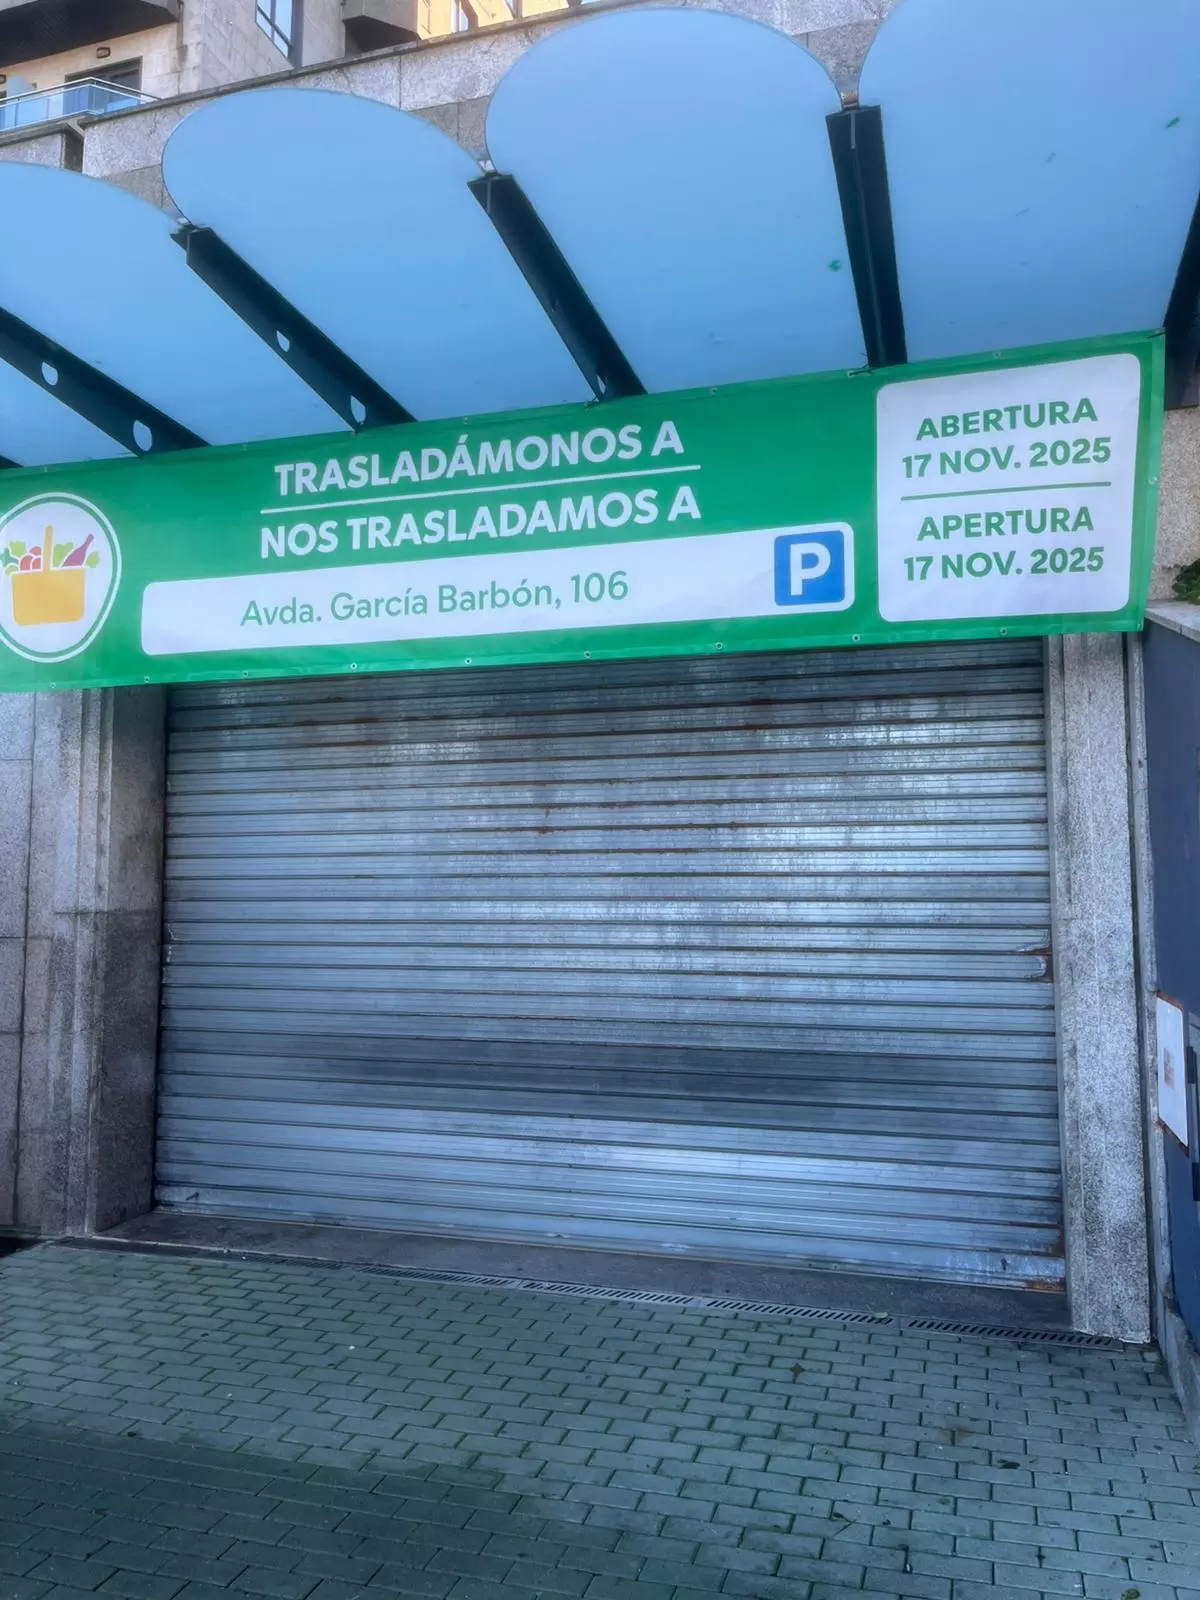 TRASLADÁMONOS A
NOS TRASLADAMOS A
Avda. García Barbón, 106
P
ABERTURA
17 NOV. 2025
APERTURA
17 NOV. 2025